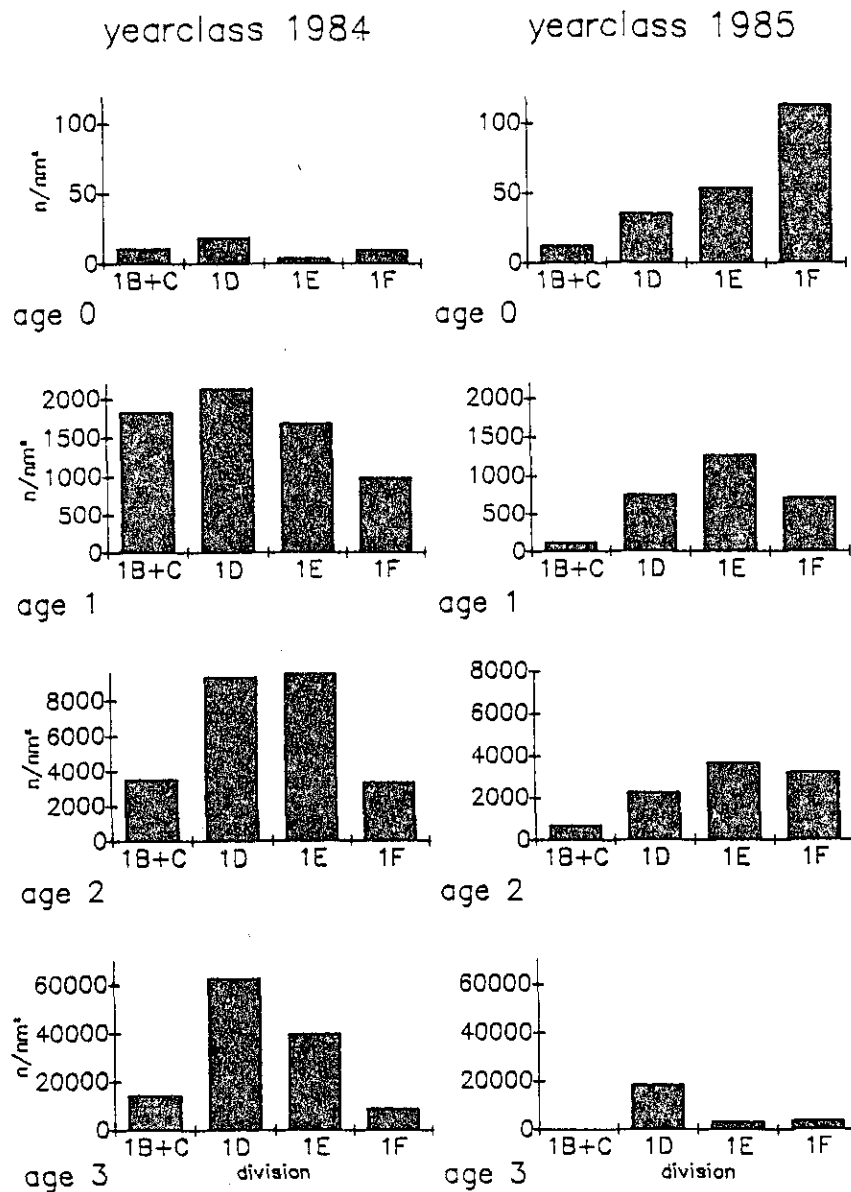 yearclass 1984
yearclass 1985
100
50
0
n/nm²
1B+C 1D 1E 1F
age 0
100
50
0
1B+C 1D 1E 1F
age 0
2000
1500
1000
500
0
n/nm²
1B+C 1D 1E 1F
age 1
2000
1500
1000
500
0
1B+C 1D 1E 1F
age 1
8000
6000
4000
2000
0
n/nm²
1B+C 1D 1E 1F
age 2
8000
6000
4000
2000
0
1B+C 1D 1E 1F
age 2
60000
40000
20000
0
n/nm²
1B+C 1D 1E 1F
age 3
division
60000
40000
20000
0
1B+C 1D 1E 1F
age 3
division